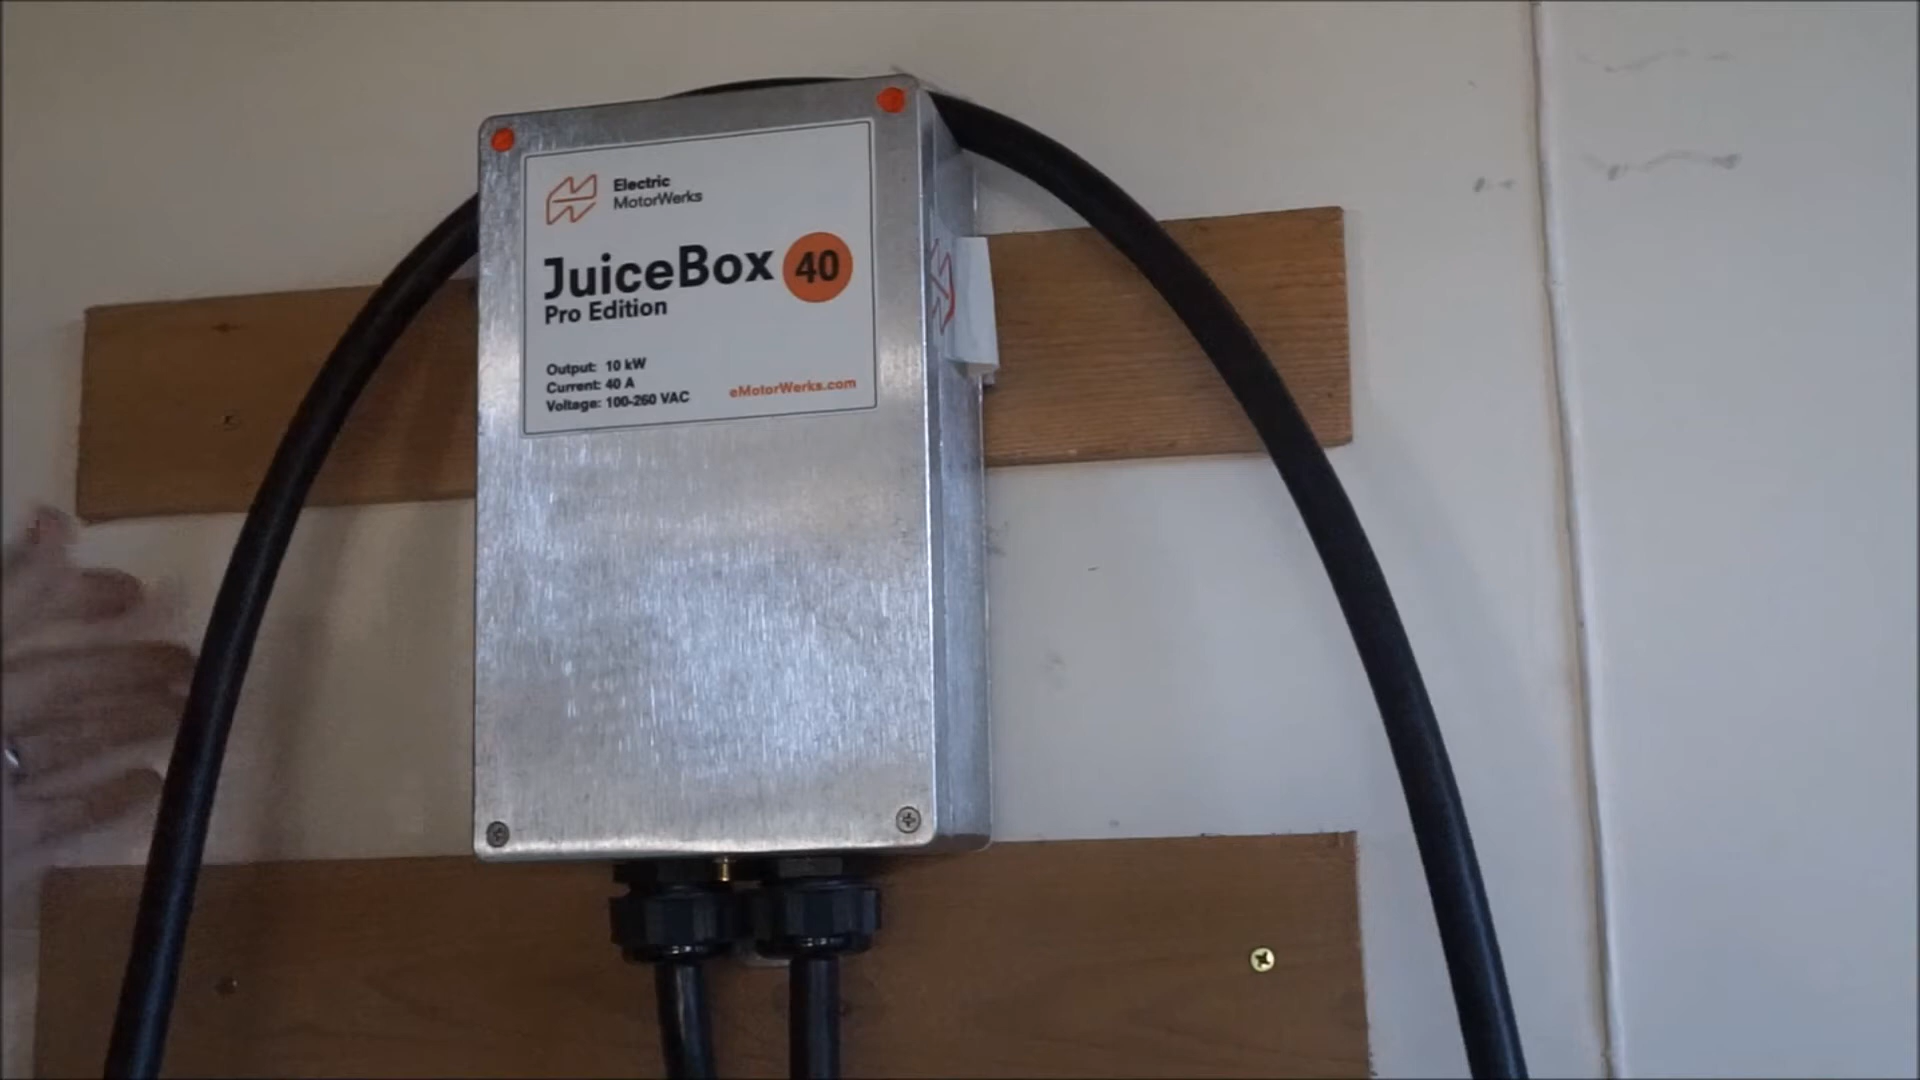 Electric
MotorWerks
JuiceBox 40
Pro Edition
Output: 10 kW
Current: 40 A
Voltage: 100-260 VAC
eMotorWerks.com